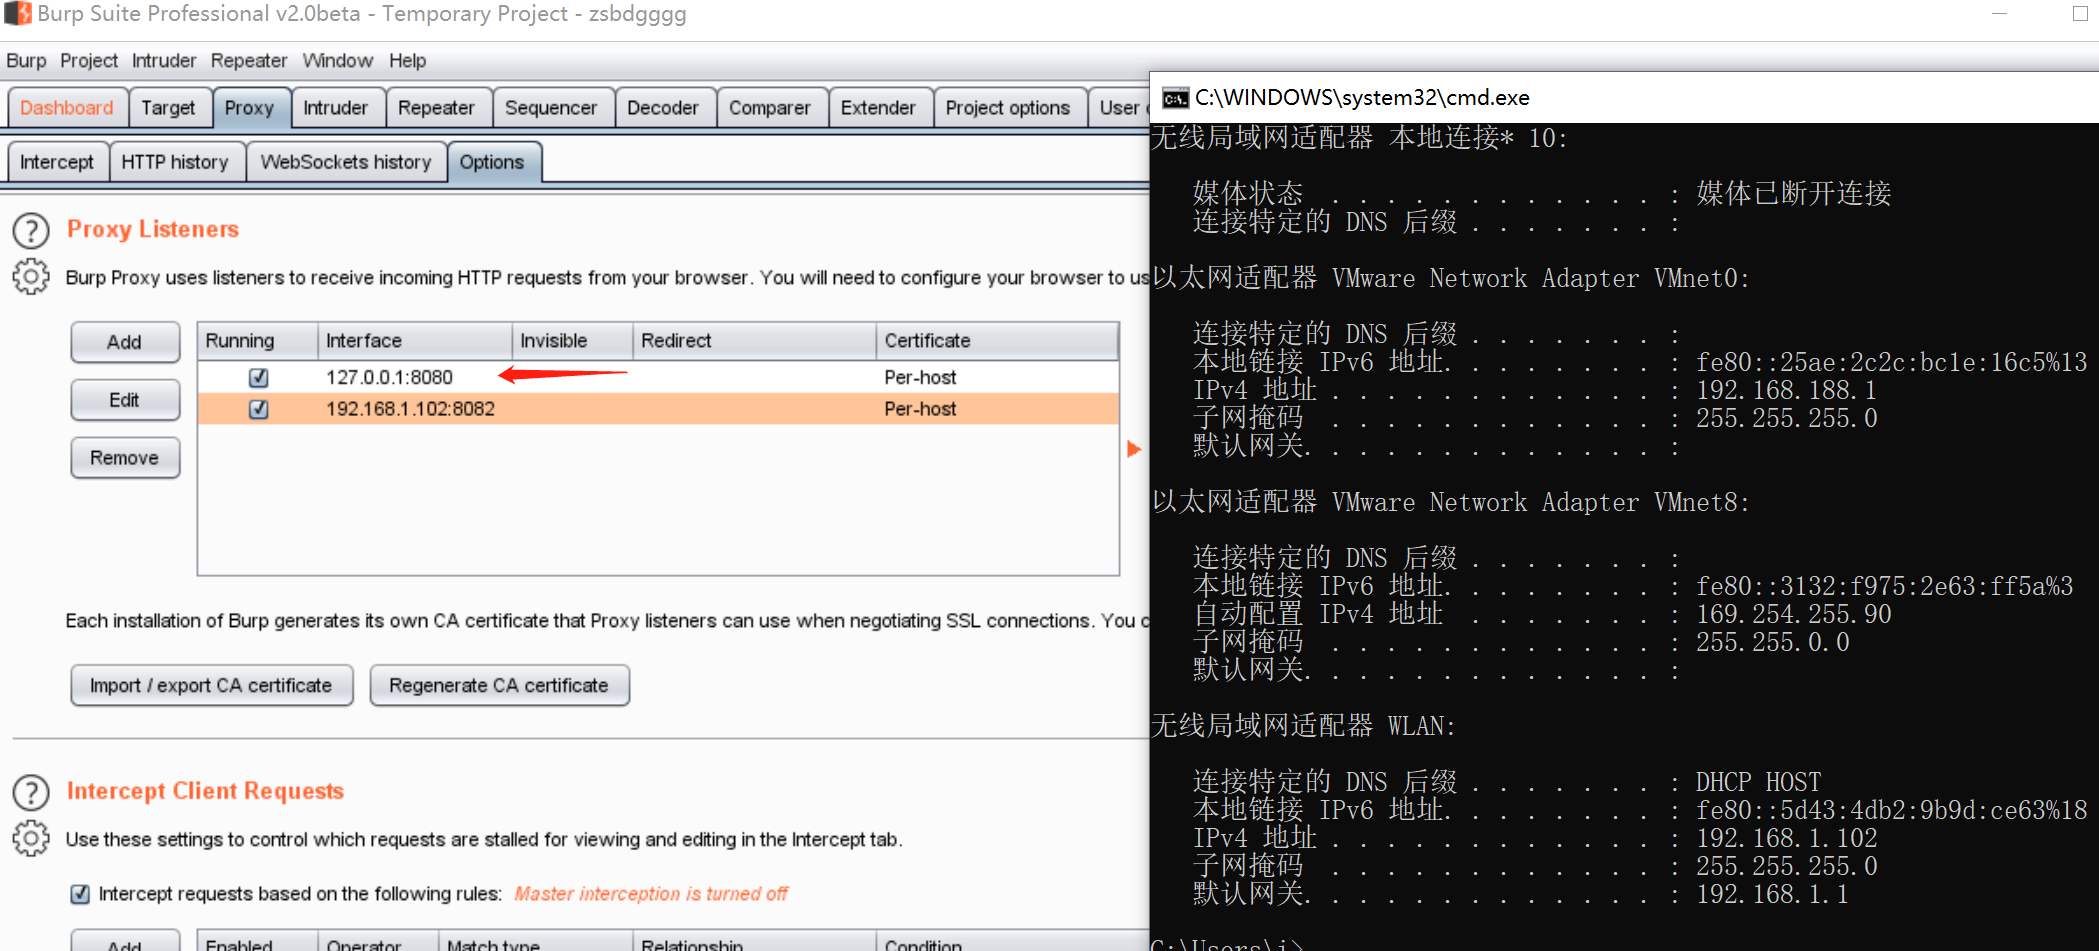 Burp Suite Professional v2.0beta - Temporary Project - zsbdgggg
Burp Project Intruder Repeater Window Help
Dashboard Target Proxy Intruder Repeater Sequencer Decoder Comparer Extender Project options User
Intercept HTTP history WebSockets history Options
Proxy Listeners
Burp Proxy uses listeners to receive incoming HTTP requests from your browser. You will need to configure your browser to us
Add
Edit
Remove
Running Interface Invisible Redirect Certificate
127.0.0.1:8080 Per-host
192.168.1.102:8082 Per-host
Each installation of Burp generates its own CA certificate that Proxy listeners can use when negotiating SSL connections. You c
Import / export CA certificate Regenerate CA certificate
Intercept Client Requests
Use these settings to control which requests are stalled for viewing and editing in the Intercept tab.
Intercept requests based on the following rules: Master interception is turned off
Add Enabled Operator Match type Relationship Condition
C:\WINDOWS\system32\cmd.exe
无线局域网适配器 本地连接* 10:
媒体状态 . . . . . . . . . . . . : 媒体已断开连接
连接特定的 DNS 后缀 . . . . . . . :
以太网适配器 VMware Network Adapter VMnet0:
连接特定的 DNS 后缀 . . . . . . . :
本地链接 IPv6 地址. . . . . . . . : fe80::25ae:2c2c:bc1e:16c5%13
IPv4 地址 . . . . . . . . . . . . : 192.168.188.1
子网掩码 . . . . . . . . . . . . : 255.255.255.0
默认网关. . . . . . . . . . . . . :
以太网适配器 VMware Network Adapter VMnet8:
连接特定的 DNS 后缀 . . . . . . . :
本地链接 IPv6 地址. . . . . . . . : fe80::3132:f975:2e63:ff5a%3
自动配置 IPv4 地址 . . . . . . . : 169.254.255.90
子网掩码 . . . . . . . . . . . . : 255.255.0.0
默认网关. . . . . . . . . . . . . :
无线局域网适配器 WLAN:
连接特定的 DNS 后缀 . . . . . . . : DHCP HOST
本地链接 IPv6 地址. . . . . . . . : fe80::5d43:4db2:9b9d:ce63%18
IPv4 地址 . . . . . . . . . . . . : 192.168.1.102
子网掩码 . . . . . . . . . . . . : 255.255.255.0
默认网关. . . . . . . . . . . . . : 192.168.1.1